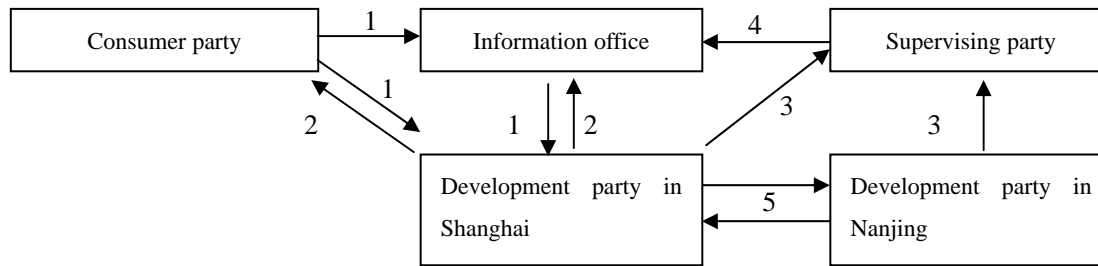 1
4
Consumer party
Information office
Supervising party
1
2
1
2
3
3
Development party in
Shanghai
5
Development party in
Nanjing